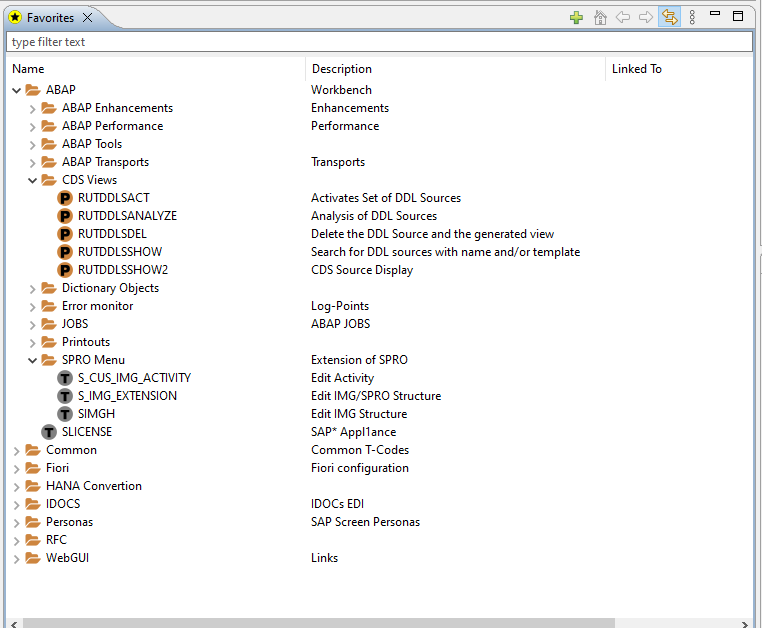 Favorites
type filter text
Name Description Linked To
ABAP Workbench
ABAP Enhancements Enhancements
ABAP Performance Performance
ABAP Tools
ABAP Transports Transports
CDS Views
P RUTDDLSACT Activates Set of DDL Sources
P RUTDDLSANALYZE Analysis of DDL Sources
P RUTDDLSDEL Delete the DDL Source and the generated view
P RUTDDLSSHOW Search for DDL sources with name and/or template
P RUTDDLSSHOW2 CDS Source Display
Dictionary Objects
Error monitor Log-Points
JOBS ABAP JOBS
Printouts
SPRO Menu Extension of SPRO
T S_CUS_IMG_ACTIVITY Edit Activity
T S_IMG_EXTENSION Edit IMG/SPRO Structure
T SIMGH Edit IMG Structure
T SLICENSE SAP* Appl1ance
Common Common T-Codes
Fiori Fiori configuration
HANA Convertion
IDOCS IDOCs EDI
Personas SAP Screen Personas
RFC
WebGUI Links